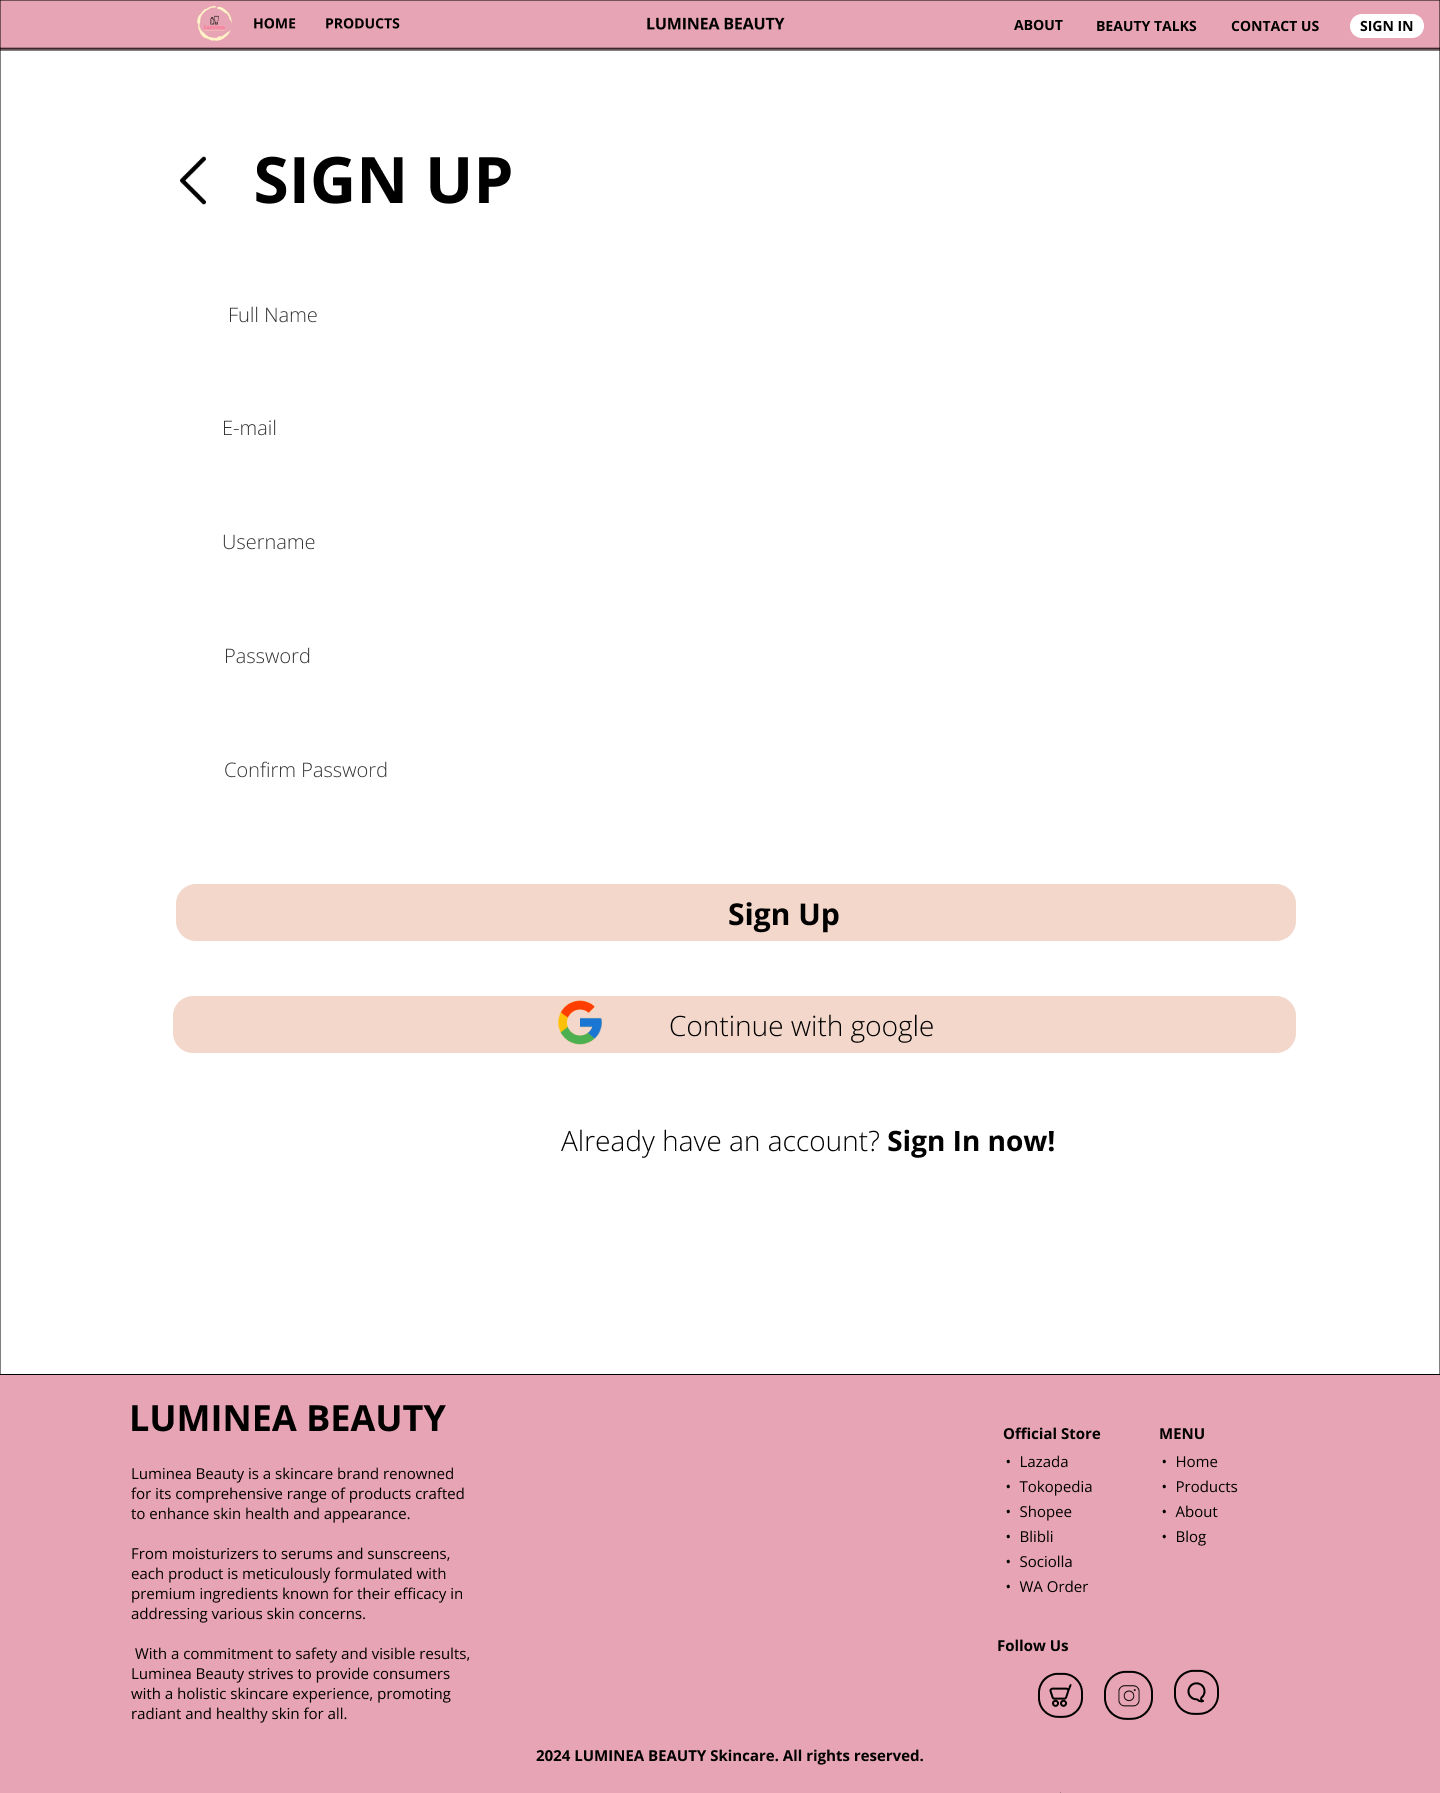 HOME
PRODUCTS
LUMINEA BEAUTY
ABOUT
BEAUTY TALKS
CONTACT US
SIGN IN
SIGN UP
Full Name
E-mail
Username
Password
Confirm Password
Sign Up
Continue with google
Already have an account? Sign In now!
LUMINEA BEAUTY
Luminea Beauty is a skincare brand renowned
for its comprehensive range of products crafted
to enhance skin health and appearance.
From moisturizers to serums and sunscreens,
each product is meticulously formulated with
premium ingredients known for their efficacy in
addressing various skin concerns.
With a commitment to safety and visible results,
Luminea Beauty strives to provide consumers
with a holistic skincare experience, promoting
radiant and healthy skin for all.
Official Store
• Lazada
• Tokopedia
• Shopee
• Blibli
• Sociolla
• WA Order
MENU
• Home
• Products
• About
• Blog
Follow Us
2024 LUMINEA BEAUTY Skincare. All rights reserved.